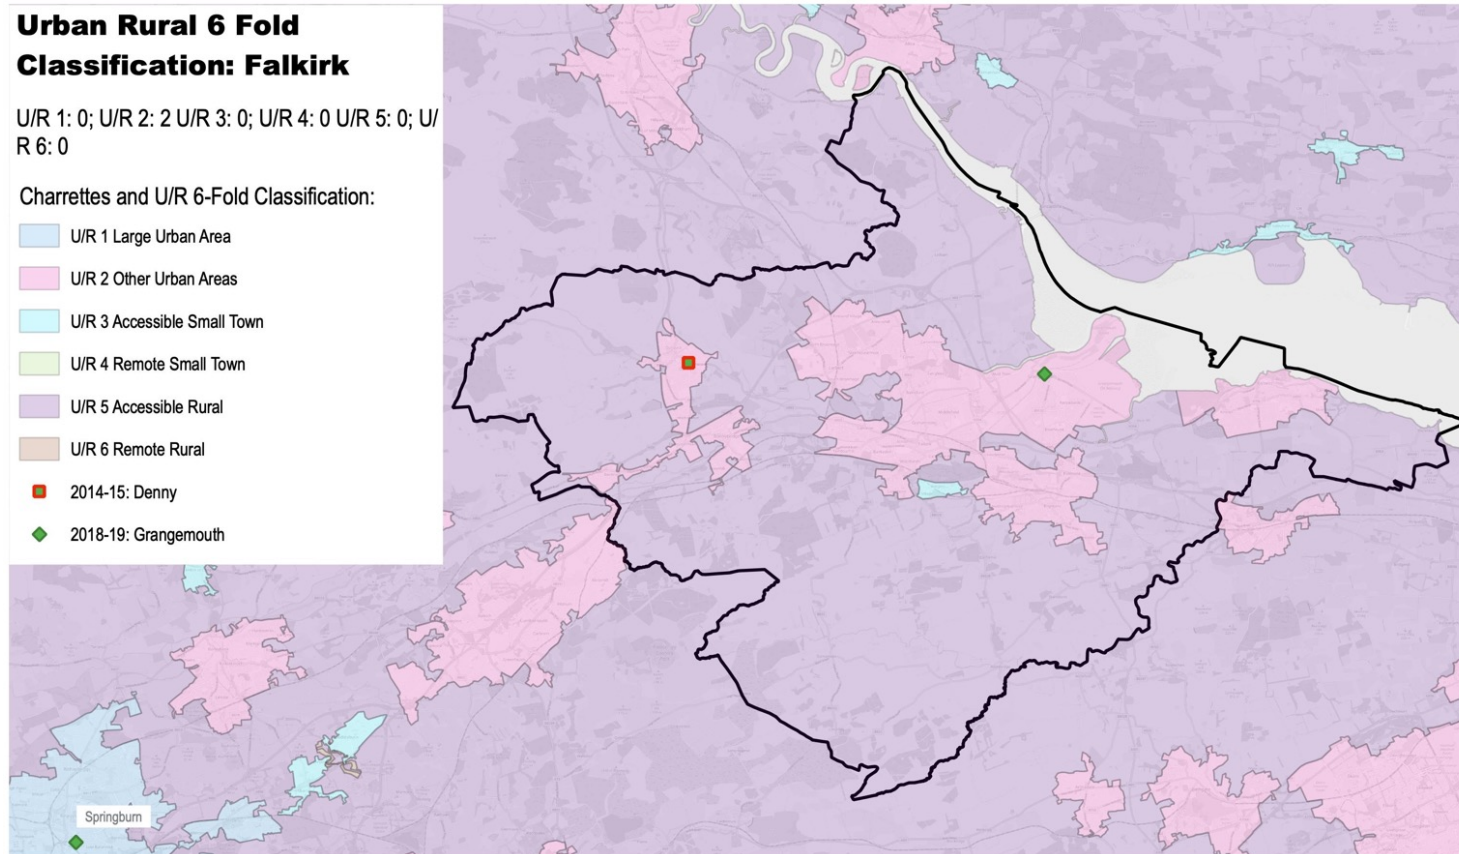 Urban Rural 6 Fold
Classification: Falkirk
U/R 1: 0; U/R 2: 2 U/R 3: 0; U/R 4: 0 U/R 5: 0; U/
R 6: 0
Charrettes and U/R 6-Fold Classification:
U/R 1 Large Urban Area
U/R 2 Other Urban Areas
U/R 3 Accessible Small Town
U/R 4 Remote Small Town
U/R 5 Accessible Rural
U/R 6 Remote Rural
2014-15: Denny
2018-19: Grangemouth
Springburn